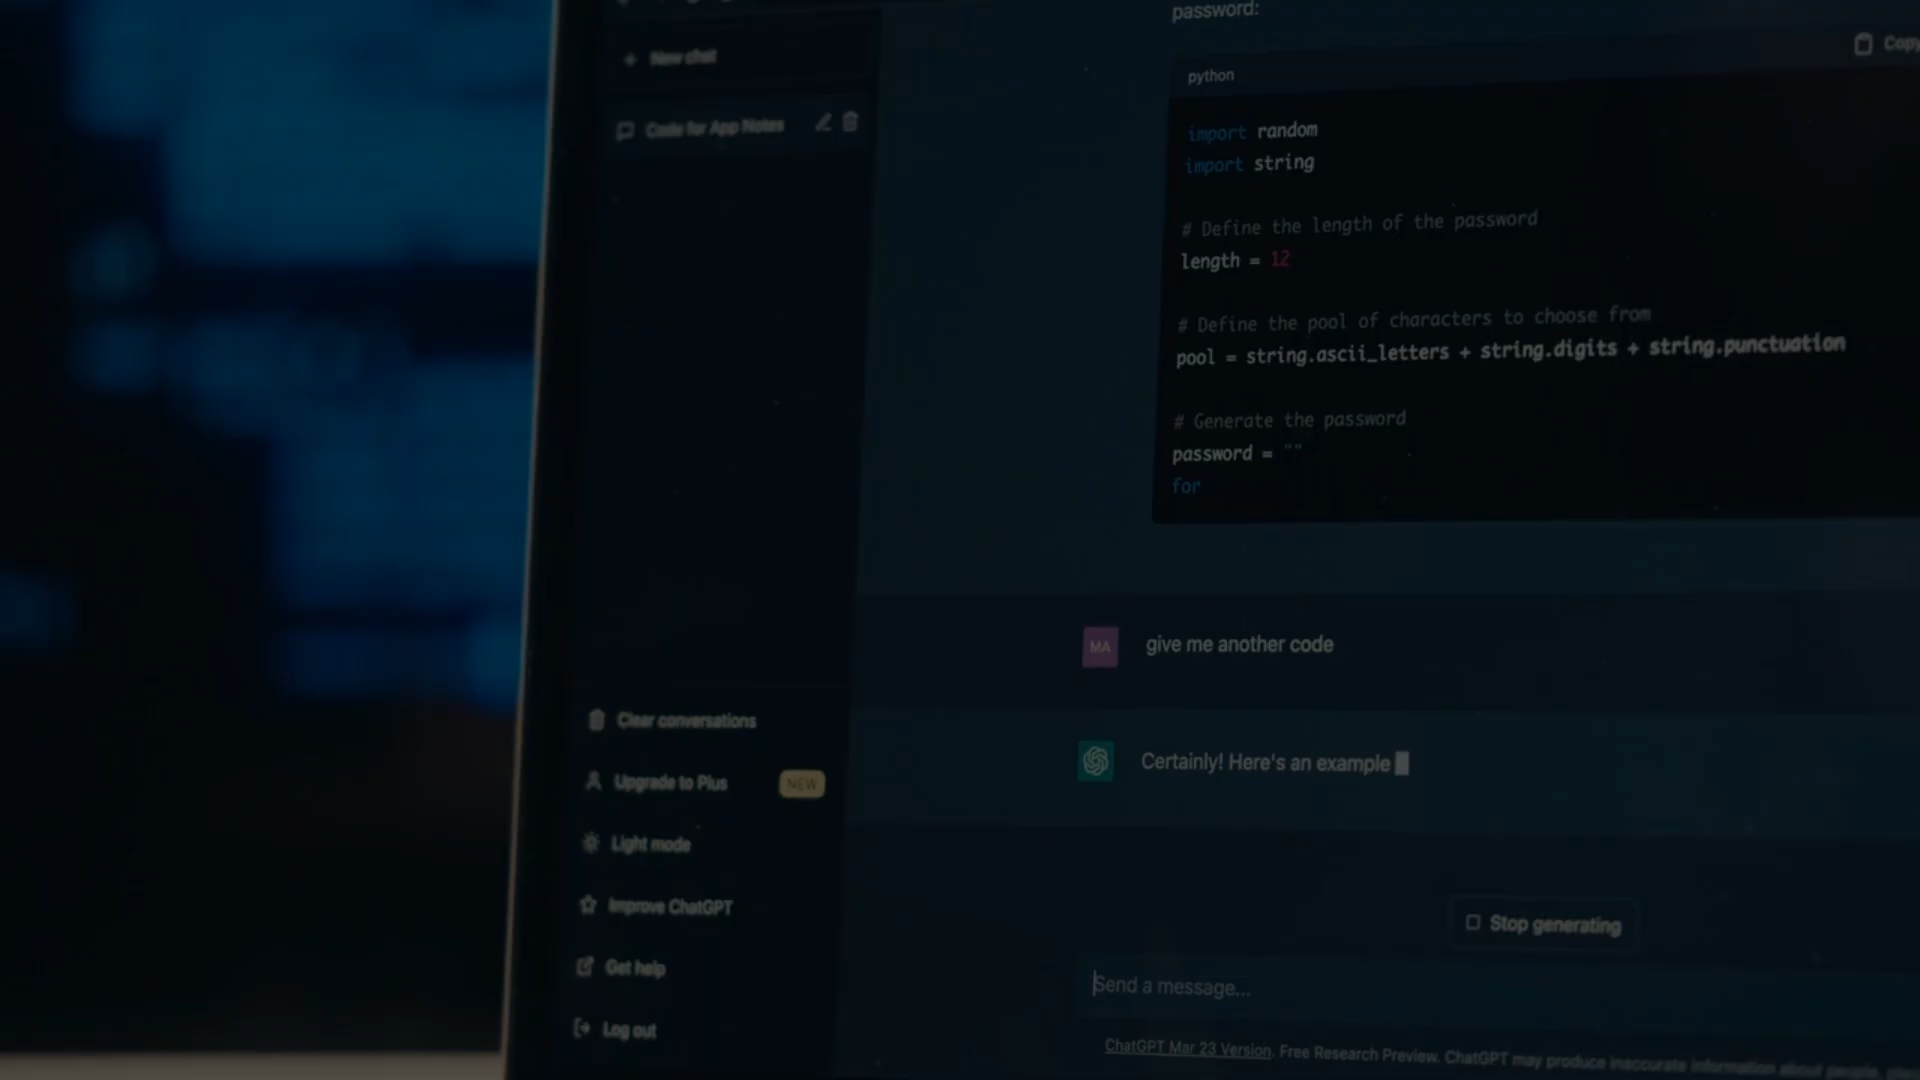 New chat
Code for App Notes
password:
python
Copy
import random
import string
# Define the length of the password
length = 12
# Define the pool of characters to choose from
pool = string.ascii_letters + string.digits + string.punctuation
# Generate the password
password = ""
for
MA
give me another code
Certainly! Here's an example
Clear conversations
Upgrade to Plus
NEW
Light mode
Improve ChatGPT
Get help
Log out
Stop generating
Send a message...
ChatGPT Mar 23 Version. Free Research Preview. ChatGPT may produce inaccurate information about people,